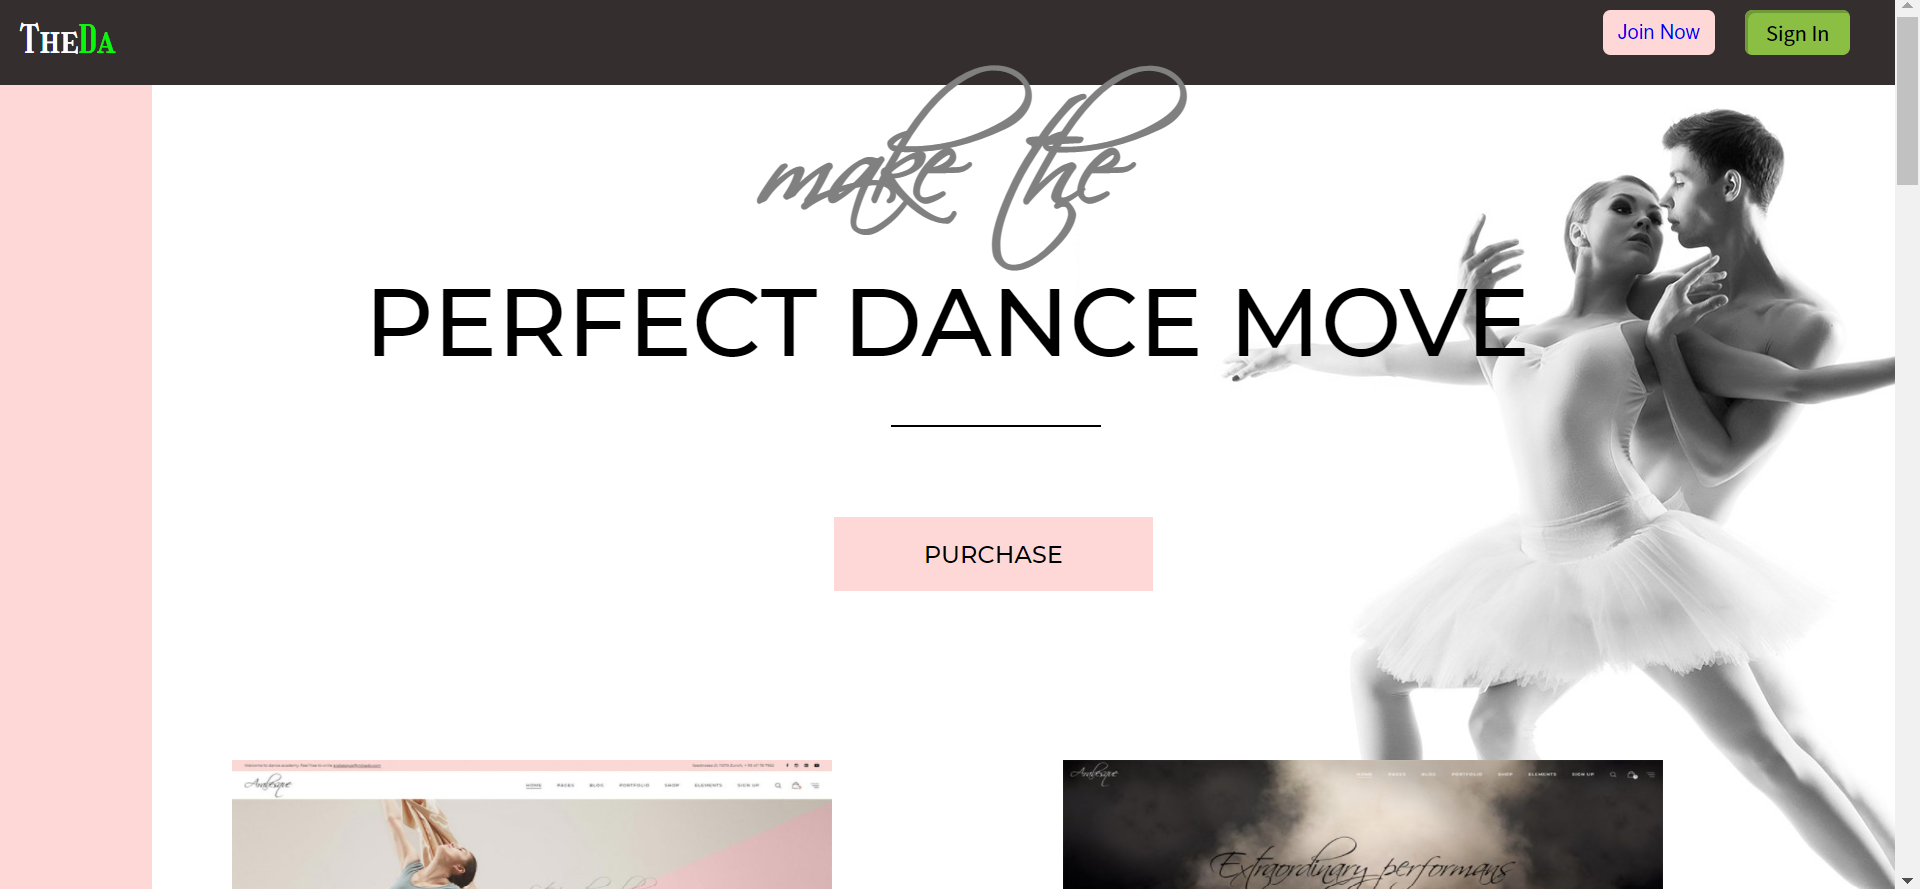 TheDa
Join Now
Sign In
make the
PERFECT DANCE MOVE
PURCHASE
Arabesque
HOME PAGES BLOG PORTFOLIO SHOP ELEMENTS SIGN UP
Arabesque
HOME PAGES BLOG PORTFOLIO SHOP ELEMENTS SIGN UP
Extraordinary performans